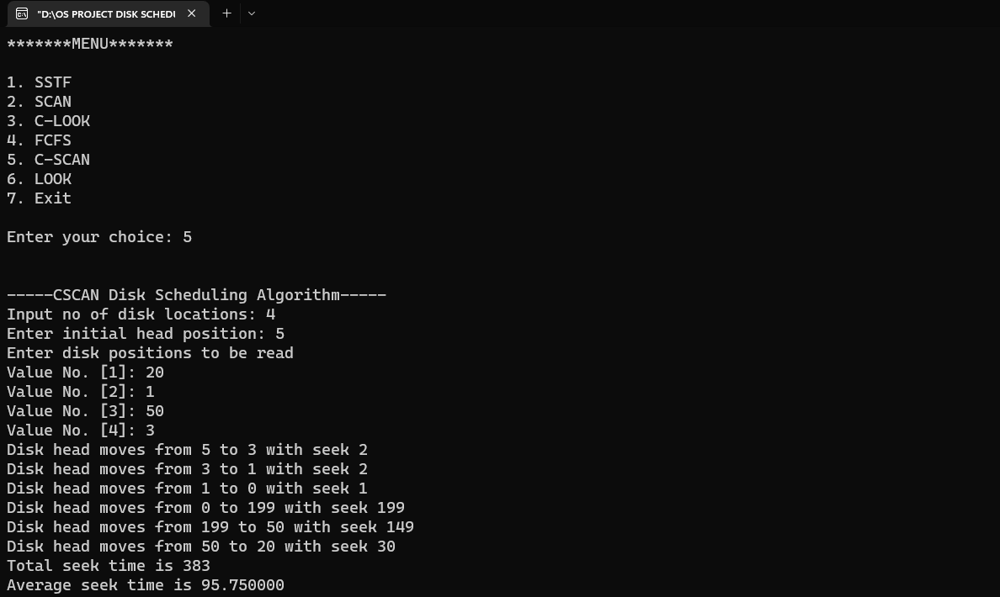 "D:\OS PROJECT DISK SCHEDU
*******MENU*******
1. SSTF
2. SCAN
3. C-LOOK
4. FCFS
5. C-SCAN
6. LOOK
7. Exit
Enter your choice: 5
-----CSCAN Disk Scheduling Algorithm-----
Input no of disk locations: 4
Enter initial head position: 5
Enter disk positions to be read
Value No. [1]: 20
Value No. [2]: 1
Value No. [3]: 50
Value No. [4]: 3
Disk head moves from 5 to 3 with seek 2
Disk head moves from 3 to 1 with seek 2
Disk head moves from 1 to 0 with seek 1
Disk head moves from 0 to 199 with seek 199
Disk head moves from 199 to 50 with seek 149
Disk head moves from 50 to 20 with seek 30
Total seek time is 383
Average seek time is 95.750000